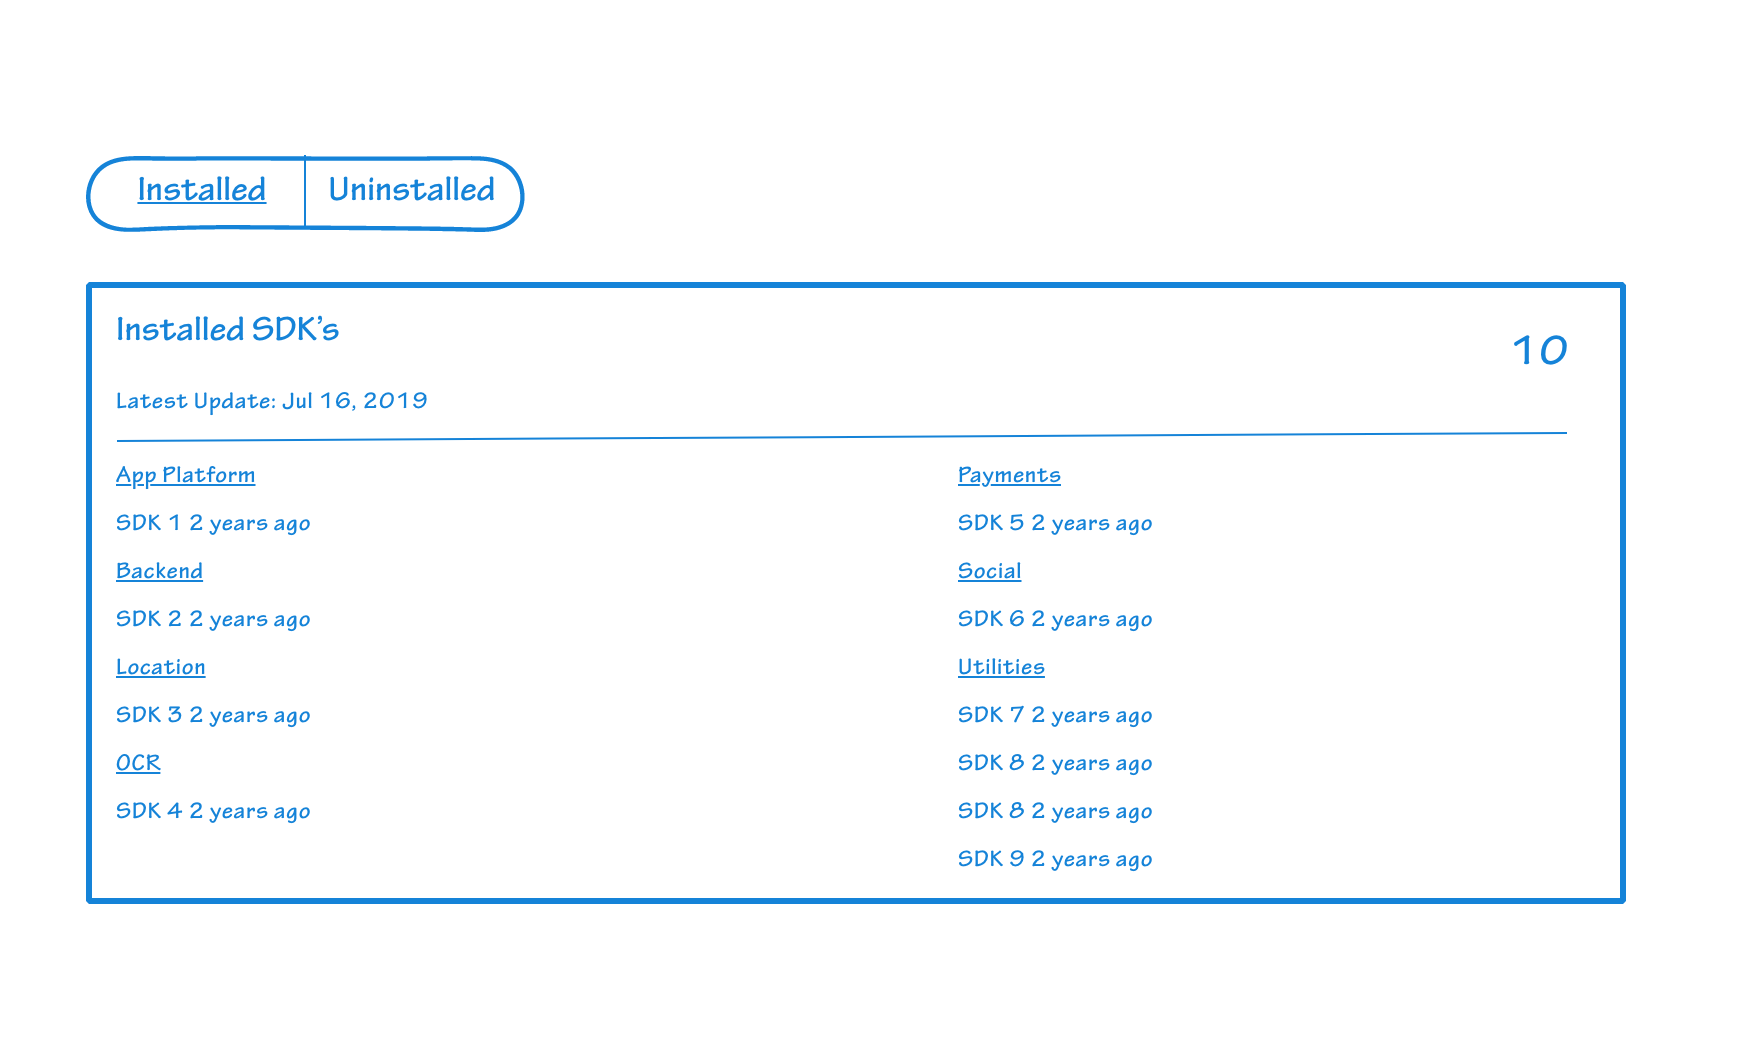 Installed Uninstalled
Installed SDK’s
10
Latest Update: Jul 16, 2019
App Platform
SDK 1 2 years ago
Backend
SDK 2 2 years ago
Location
SDK 3 2 years ago
OCR
SDK 4 2 years ago
Payments
SDK 5 2 years ago
Social
SDK 6 2 years ago
Utilities
SDK 7 2 years ago
SDK 8 2 years ago
SDK 8 2 years ago
SDK 9 2 years ago